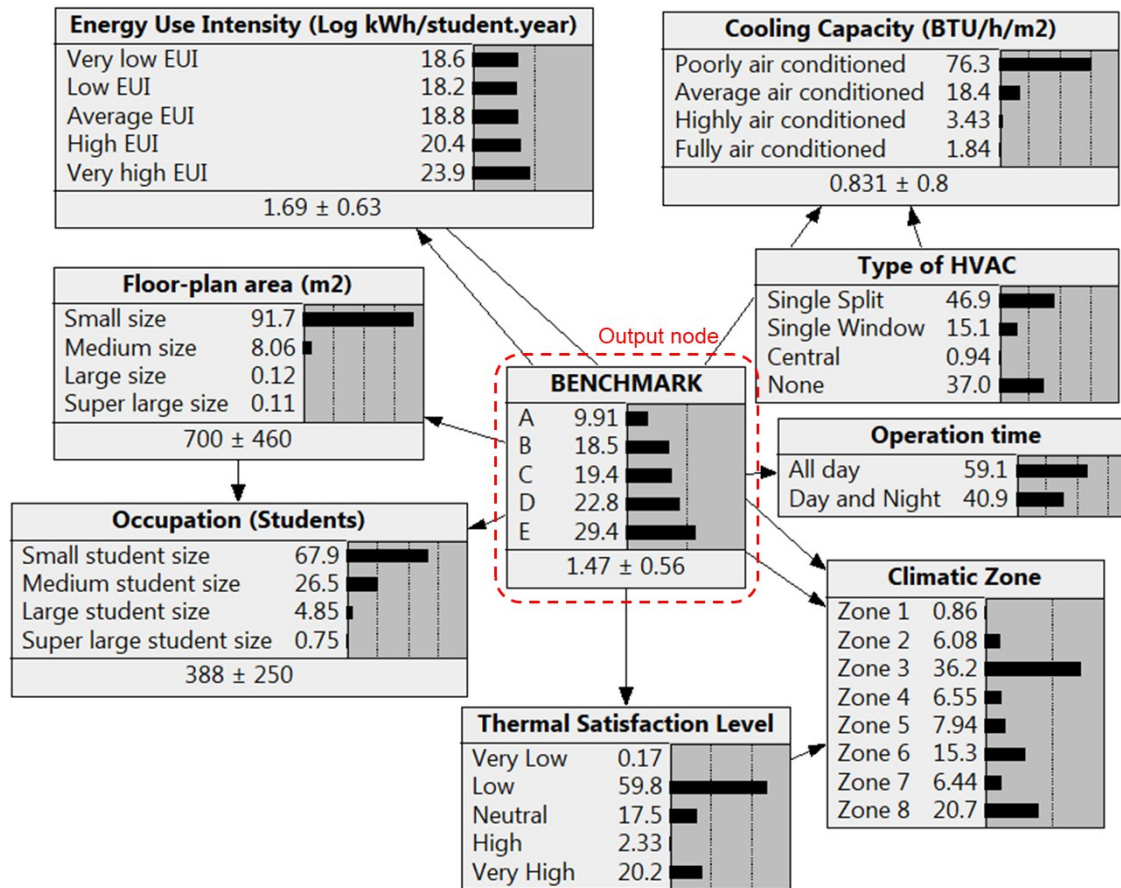 Energy Use Intensity (Log kWh/student.year)
Very low EUI 18.6
Low EUI 18.2
Average EUI 18.8
High EUI 20.4
Very high EUI 23.9
1.69 ± 0.63
Cooling Capacity (BTU/h/m2)
Poorly air conditioned 76.3
Average air conditioned 18.4
Highly air conditioned 3.43
Fully air conditioned 1.84
0.831 ± 0.8
Floor-plan area (m2)
Small size 91.7
Medium size 8.06
Large size 0.12
Super large size 0.11
700 ± 460
Type of HVAC
Single Split 46.9
Single Window 15.1
Central 0.94
None 37.0
Output node
BENCHMARK
A 9.91
B 18.5
C 19.4
D 22.8
E 29.4
1.47 ± 0.56
Operation time
All day 59.1
Day and Night 40.9
Occupation (Students)
Small student size 67.9
Medium student size 26.5
Large student size 4.85
Super large student size 0.75
388 ± 250
Climatic Zone
Zone 1 0.86
Zone 2 6.08
Zone 3 36.2
Zone 4 6.55
Zone 5 7.94
Zone 6 15.3
Zone 7 6.44
Zone 8 20.7
Thermal Satisfaction Level
Very Low 0.17
Low 59.8
Neutral 17.5
High 2.33
Very High 20.2